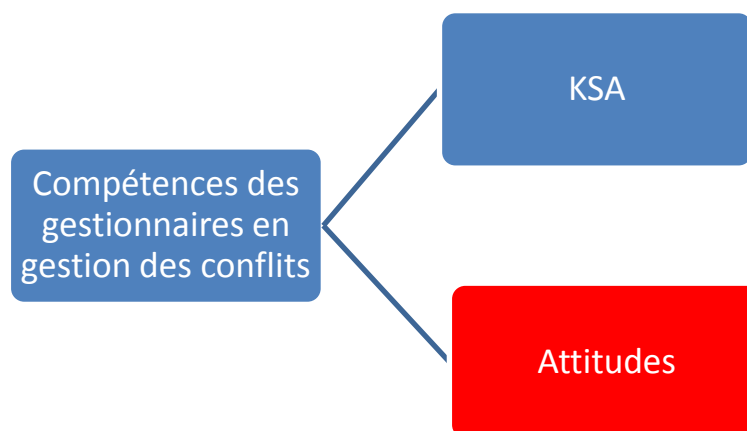 KSA
Compétences des
gestionnaires en
gestion des conflits
Attitudes